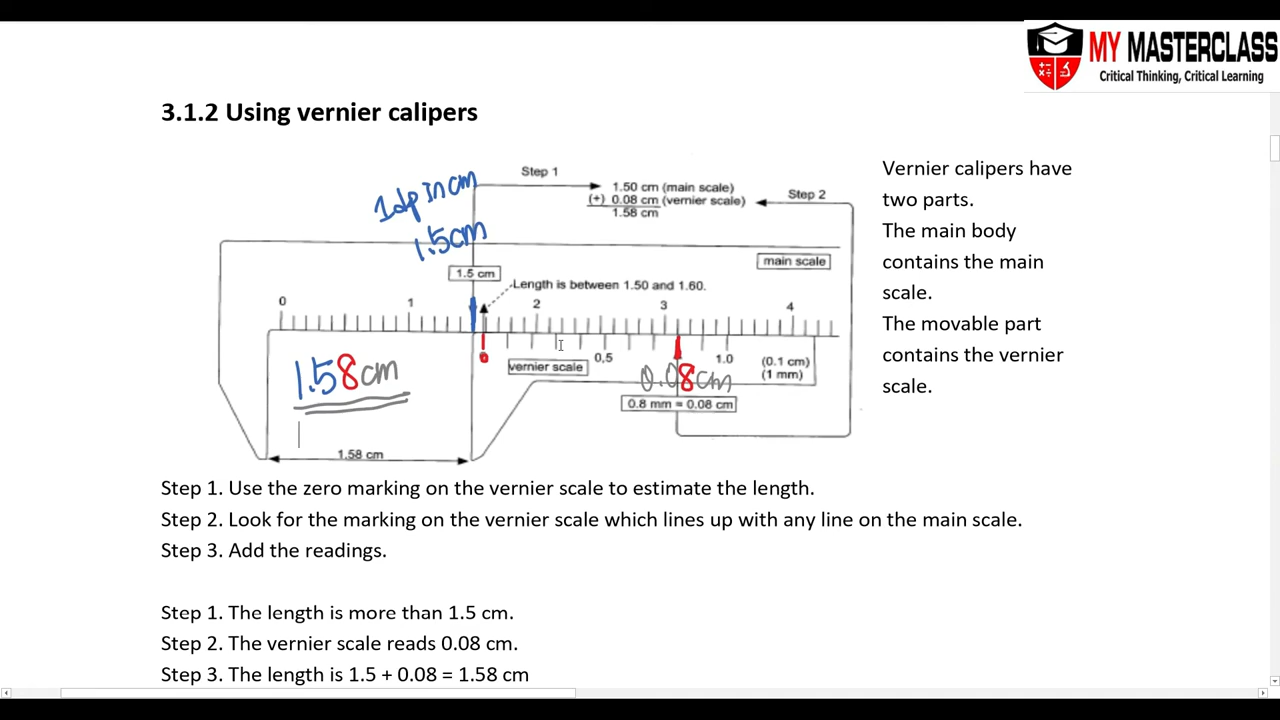 MY MASTERCLASS
Critical Thinking, Critical Learning
3.1.2 Using vernier calipers
Step 1
1.50 cm (main scale)
(+) 0.08 cm (vernier scale)
1.58 cm
Step 2
1dp in cm
1.5cm
main scale
1.5 cm
Length is between 1.50 and 1.60.
0 1 2 3 4
0 0,5 1.0
vernier scale
(0.1 cm)
(1 mm)
1.58cm
0.08cm
0.8 mm = 0.08 cm
1.58 cm
Vernier calipers have
two parts.
The main body
contains the main
scale.
The movable part
contains the vernier
scale.
Step 1. Use the zero marking on the vernier scale to estimate the length.
Step 2. Look for the marking on the vernier scale which lines up with any line on the main scale.
Step 3. Add the readings.
Step 1. The length is more than 1.5 cm.
Step 2. The vernier scale reads 0.08 cm.
Step 3. The length is 1.5 + 0.08 = 1.58 cm